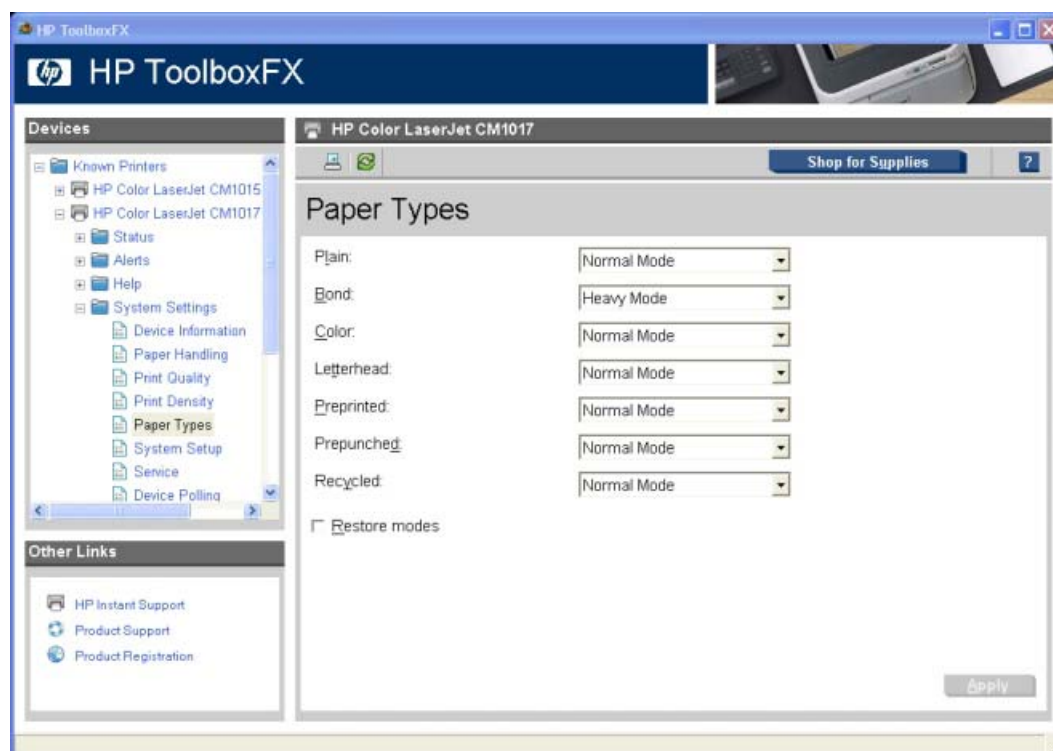 HP ToolboxFX
hp HP ToolboxFX
Devices
Known Printers
HP Color LaserJet CM1015
HP Color LaserJet CM1017
Status
Alerts
Help
System Settings
Device Information
Paper Handling
Print Quality
Print Density
Paper Types
System Setup
Service
Device Polling
Other Links
HP Instant Support
Product Support
Product Registration
HP Color LaserJet CM1017
Shop for Supplies ?
Paper Types
Plain: Normal Mode
Bond: Heavy Mode
Color: Normal Mode
Letterhead: Normal Mode
Preprinted: Normal Mode
Prepunched: Normal Mode
Recycled: Normal Mode
Restore modes
Apply